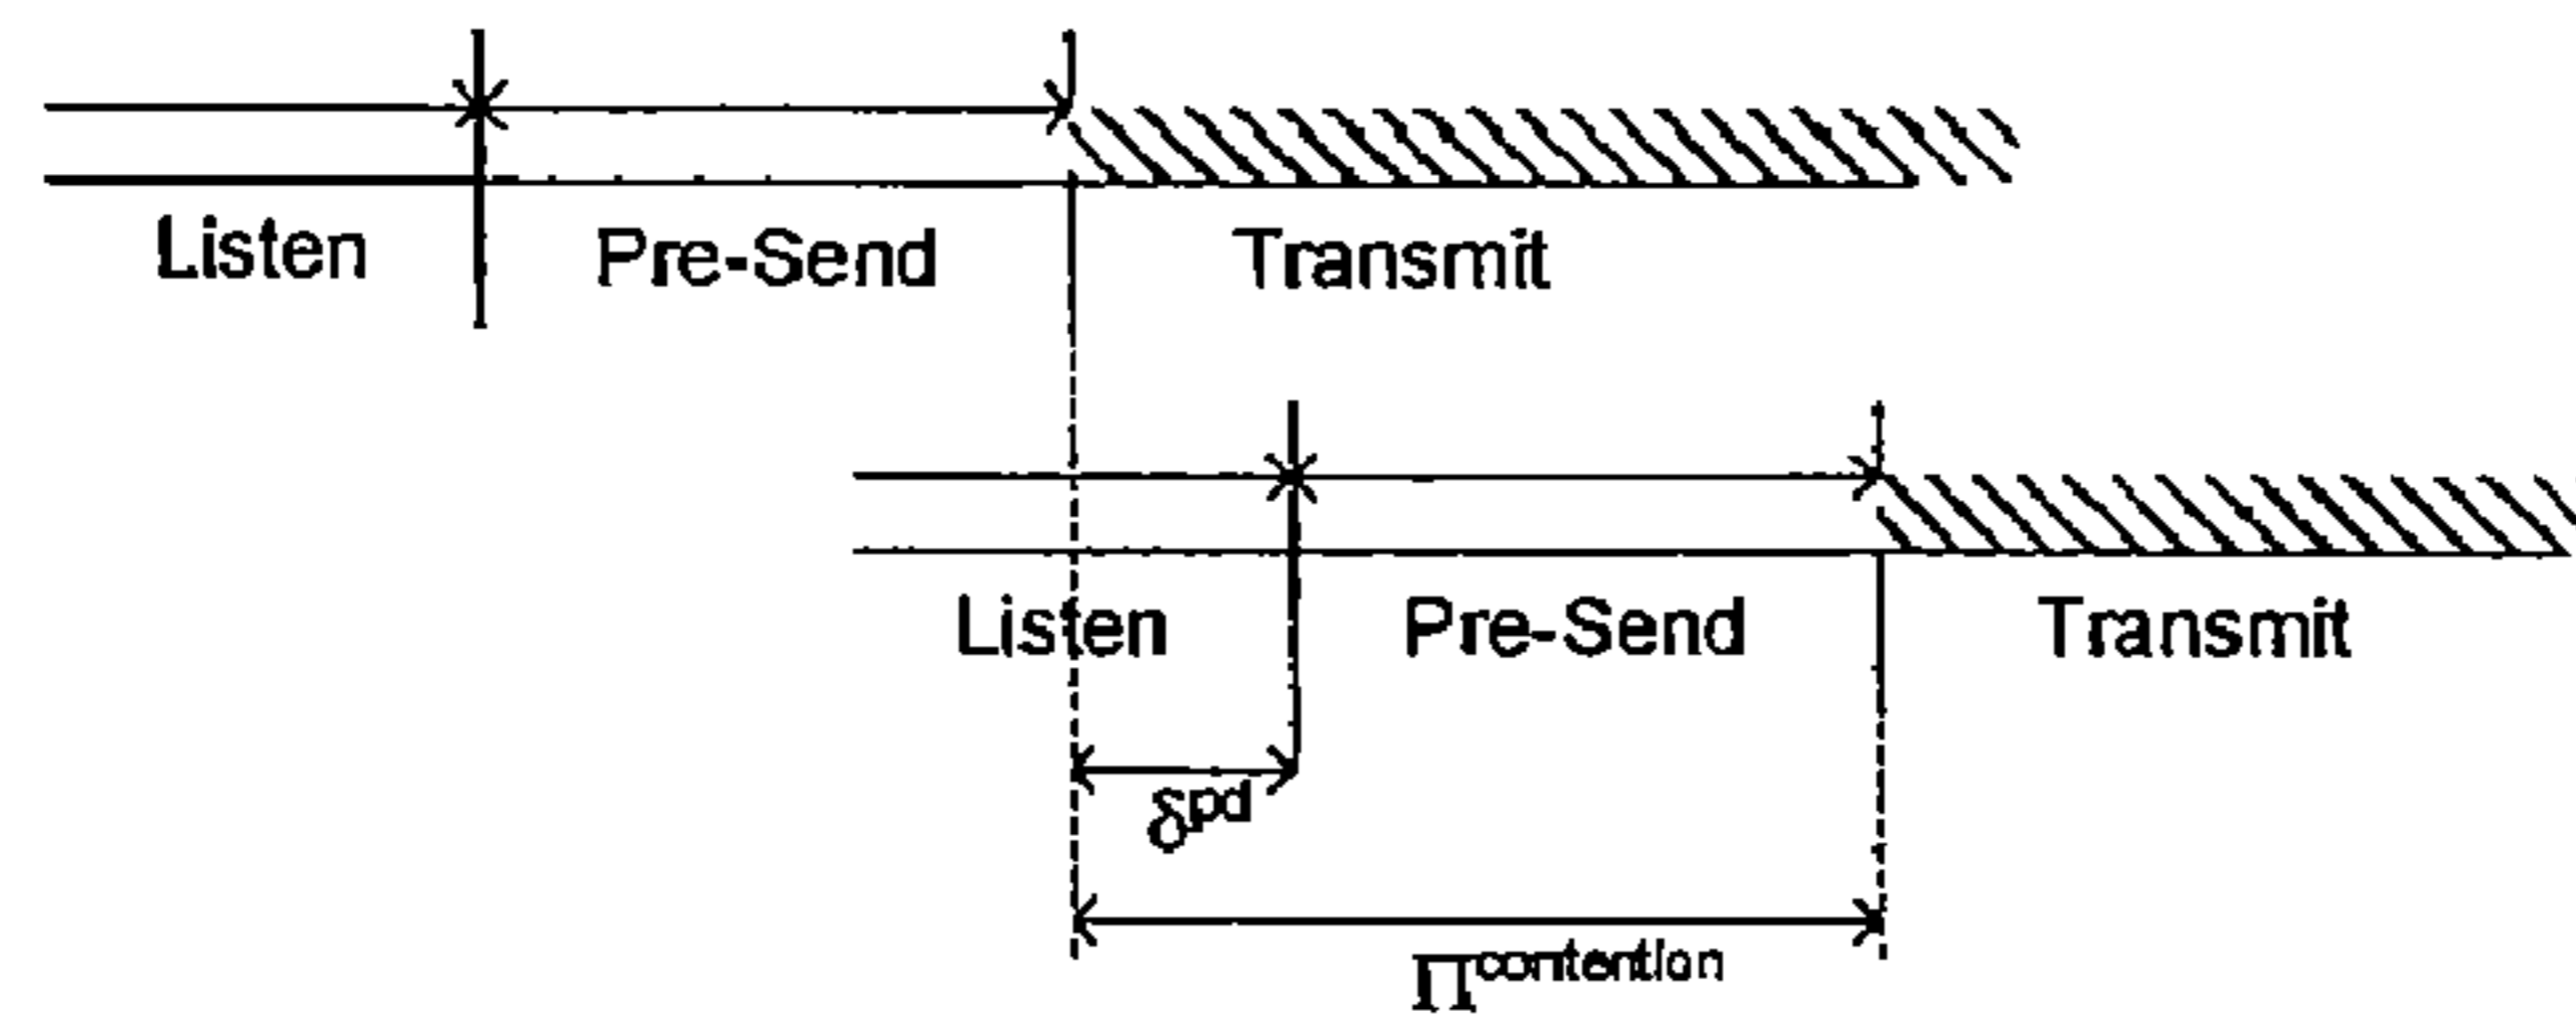 Listen Pre-Send Transmit
Listen Pre-Send Transmit
δpd
Πcontention